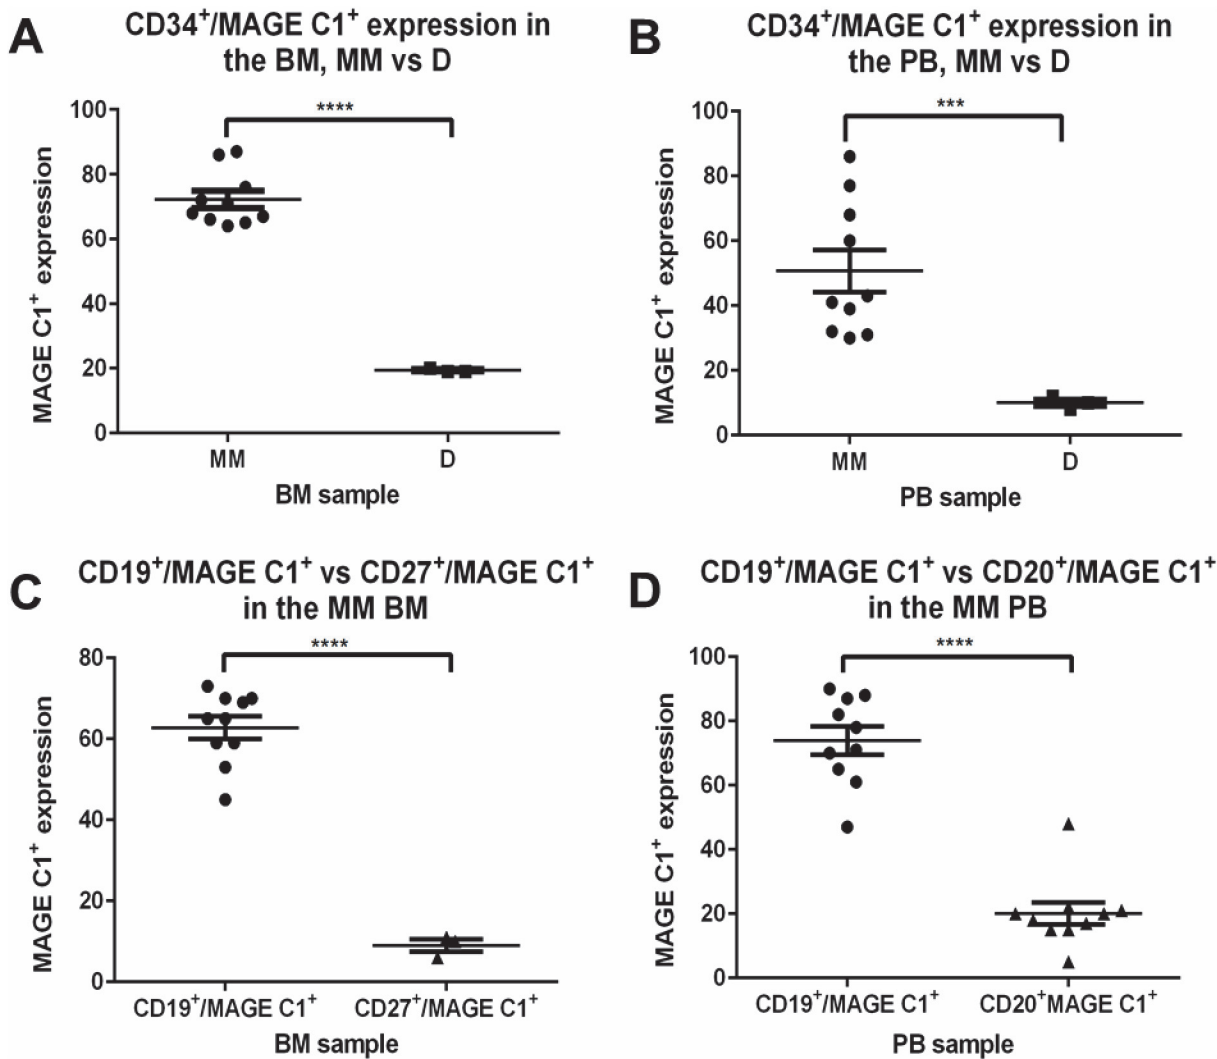 A
CD34⁺/MAGE C1⁺ expression in
the BM, MM vs D
****
MAGE C1⁺ expression
100
80
60
40
20
0
MM
D
BM sample
B
CD34⁺/MAGE C1⁺ expression in
the PB, MM vs D
***
MAGE C1⁺ expression
100
80
60
40
20
0
MM
D
PB sample
C
CD19⁺/MAGE C1⁺ vs CD27⁺/MAGE C1⁺
in the MM BM
****
MAGE C1⁺ expression
80
60
40
20
0
CD19⁺/MAGE C1⁺
CD27⁺/MAGE C1⁺
BM sample
D
CD19⁺/MAGE C1⁺ vs CD20⁺/MAGE C1⁺
in the MM PB
****
MAGE C1⁺ expression
100
80
60
40
20
0
CD19⁺/MAGE C1⁺
CD20⁺MAGE C1⁺
PB sample